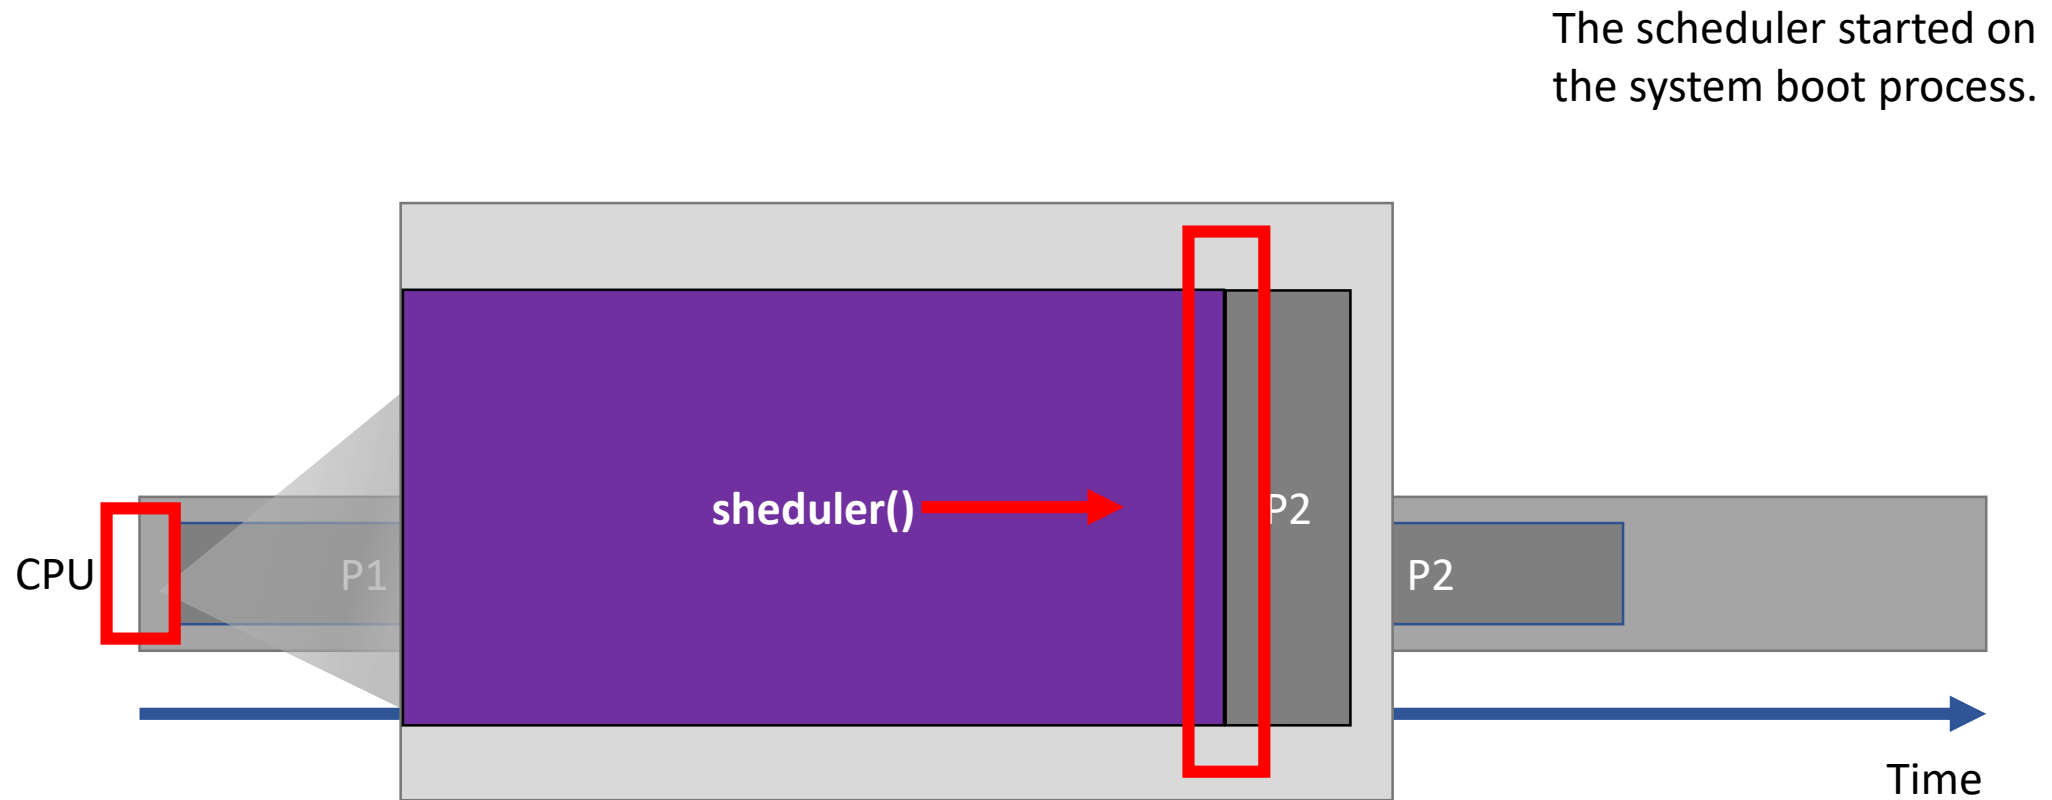 The scheduler started on
the system boot process.
sheduler()
P2
CPU
P1
P2
Time